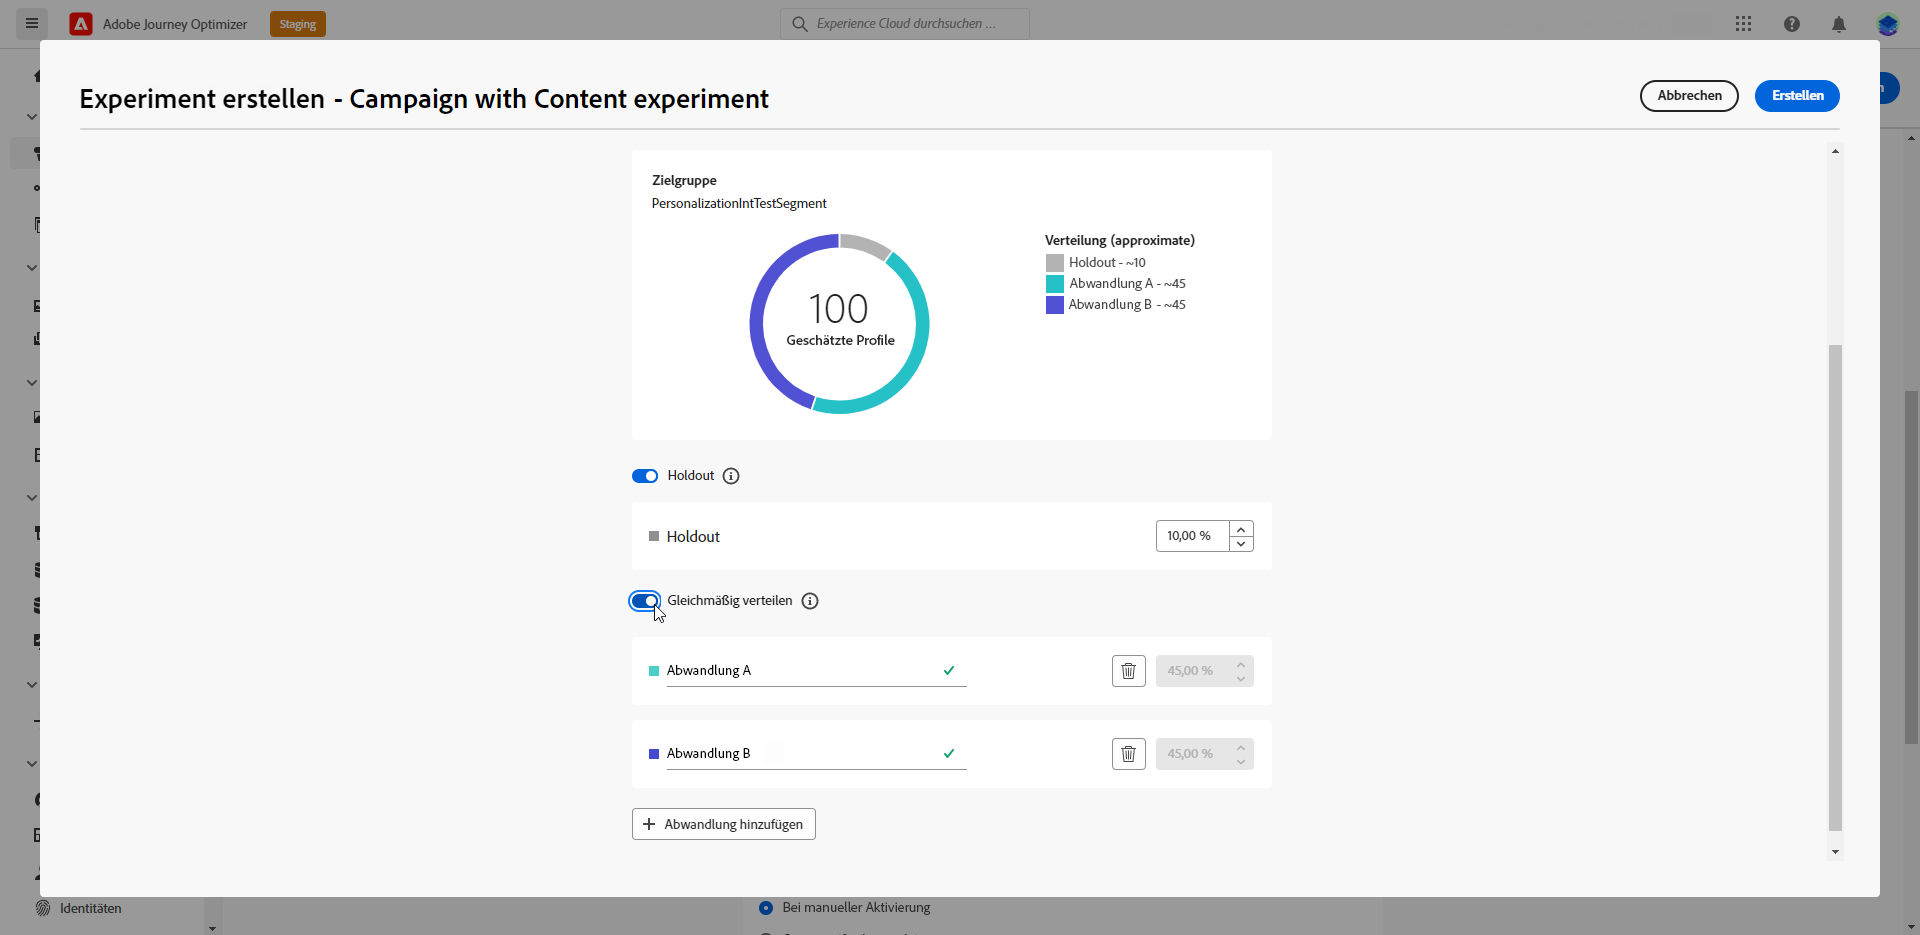 Adobe Journey Optimizer
Staging
Experience Cloud durchsuchen ...
Experiment erstellen - Campaign with Content experiment
Abbrechen
Erstellen
Zielgruppe
PersonalizationIntTestSegment
100
Geschätzte Profile
Verteilung (approximate)
Holdout - ~10
Abwandlung A - ~45
Abwandlung B - ~45
Holdout
Holdout
10,00 %
Gleichmäßig verteilen
Abwandlung A
45,00 %
Abwandlung B
45,00 %
Abwandlung hinzufügen
Identitäten
Bei manueller Aktivierung